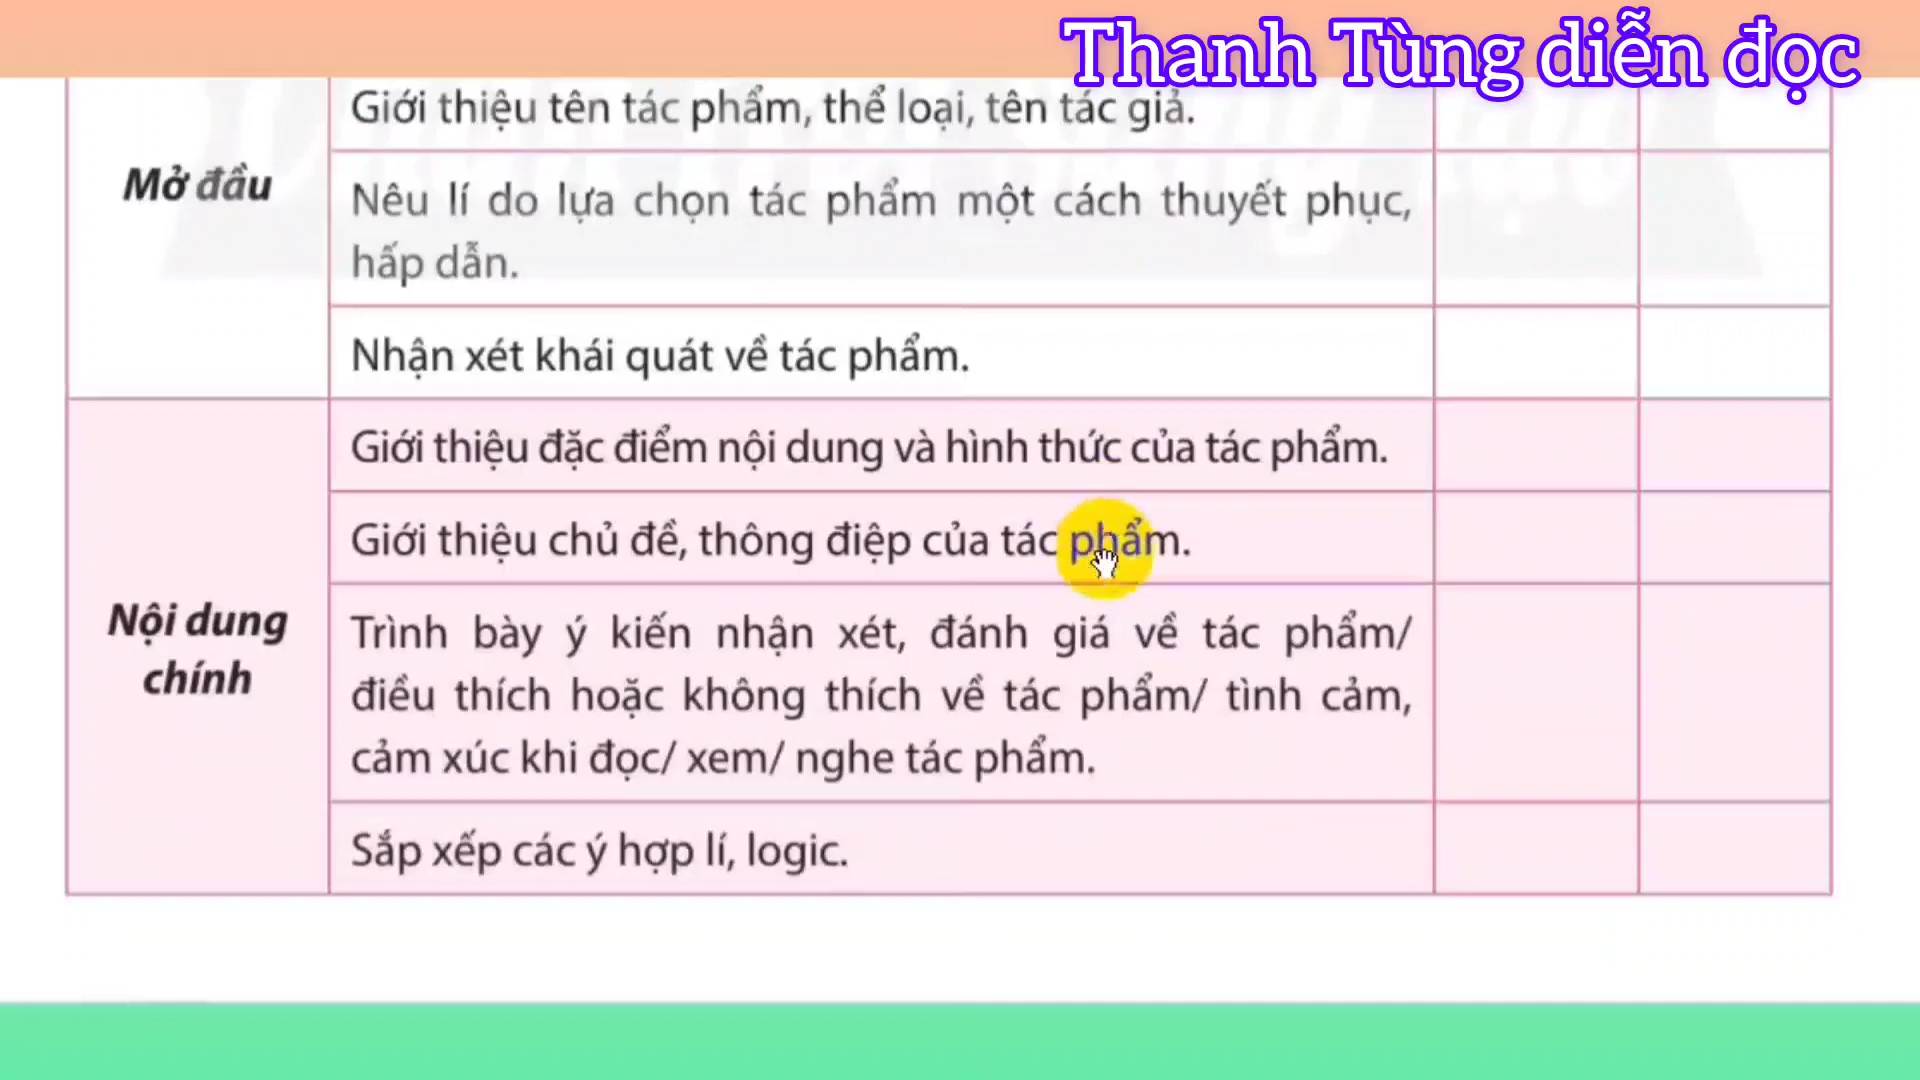 Thanh Tùng diễn đọc
Giới thiệu tên tác phẩm, thể loại, tên tác giả.
Mở đầu
Nêu lí do lựa chọn tác phẩm một cách thuyết phục,
hấp dẫn.
Nhận xét khái quát về tác phẩm.
Giới thiệu đặc điểm nội dung và hình thức của tác phẩm.
Giới thiệu chủ đề, thông điệp của tác phẩm.
Nội dung
chính
Trình bày ý kiến nhận xét, đánh giá về tác phẩm/
điều thích hoặc không thích về tác phẩm/ tình cảm,
cảm xúc khi đọc/ xem/ nghe tác phẩm.
Sắp xếp các ý hợp lí, logic.